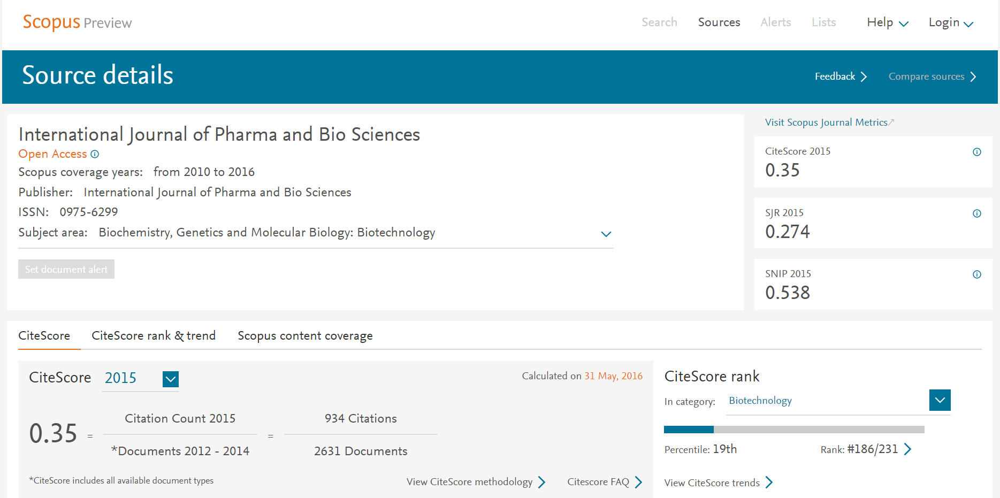 Scopus Preview
Search Sources Alerts Lists Help Login
Source details
Feedback Compare sources
International Journal of Pharma and Bio Sciences
Open Access
Scopus coverage years: from 2010 to 2016
Publisher: International Journal of Pharma and Bio Sciences
ISSN: 0975-6299
Subject area: Biochemistry, Genetics and Molecular Biology: Biotechnology
Set document alert
Visit Scopus Journal Metrics↗
CiteScore 2015
0.35
SJR 2015
0.274
SNIP 2015
0.538
CiteScore CiteScore rank & trend Scopus content coverage
CiteScore 2015
Calculated on 31 May, 2016
0.35 = Citation Count 2015 = 934 Citations
*Documents 2012 - 2014 2631 Documents
*CiteScore includes all available document types
View CiteScore methodology Citescore FAQ
CiteScore rank
In category: Biotechnology
Percentile: 19th Rank: #186/231
View CiteScore trends